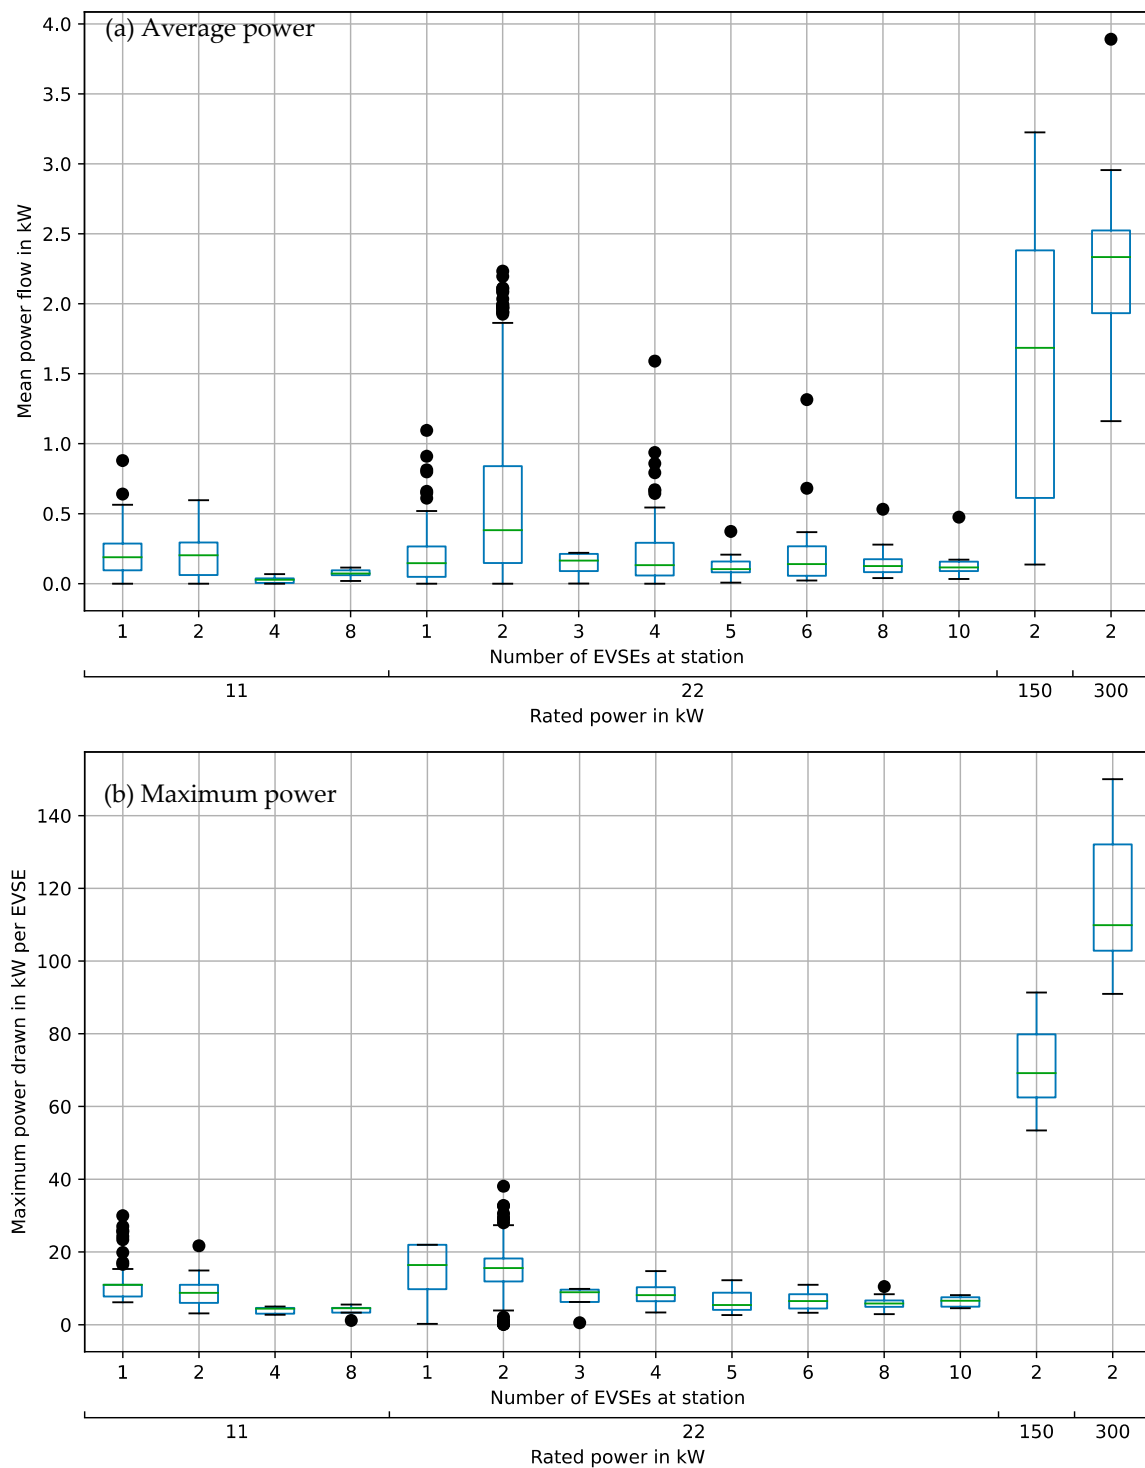 (a) Average power
4.0
3.5
3.0
2.5
2.0
1.5
1.0
0.5
0.0
Mean power flow in kW
1 2 4 8 1 2 3 4 5 6 8 10 2 2
Number of EVSEs at station
11 22 150 300
Rated power in kW
(b) Maximum power
140
120
100
80
60
40
20
0
Maximum power drawn in kW per EVSE
1 2 4 8 1 2 3 4 5 6 8 10 2 2
Number of EVSEs at station
11 22 150 300
Rated power in kW